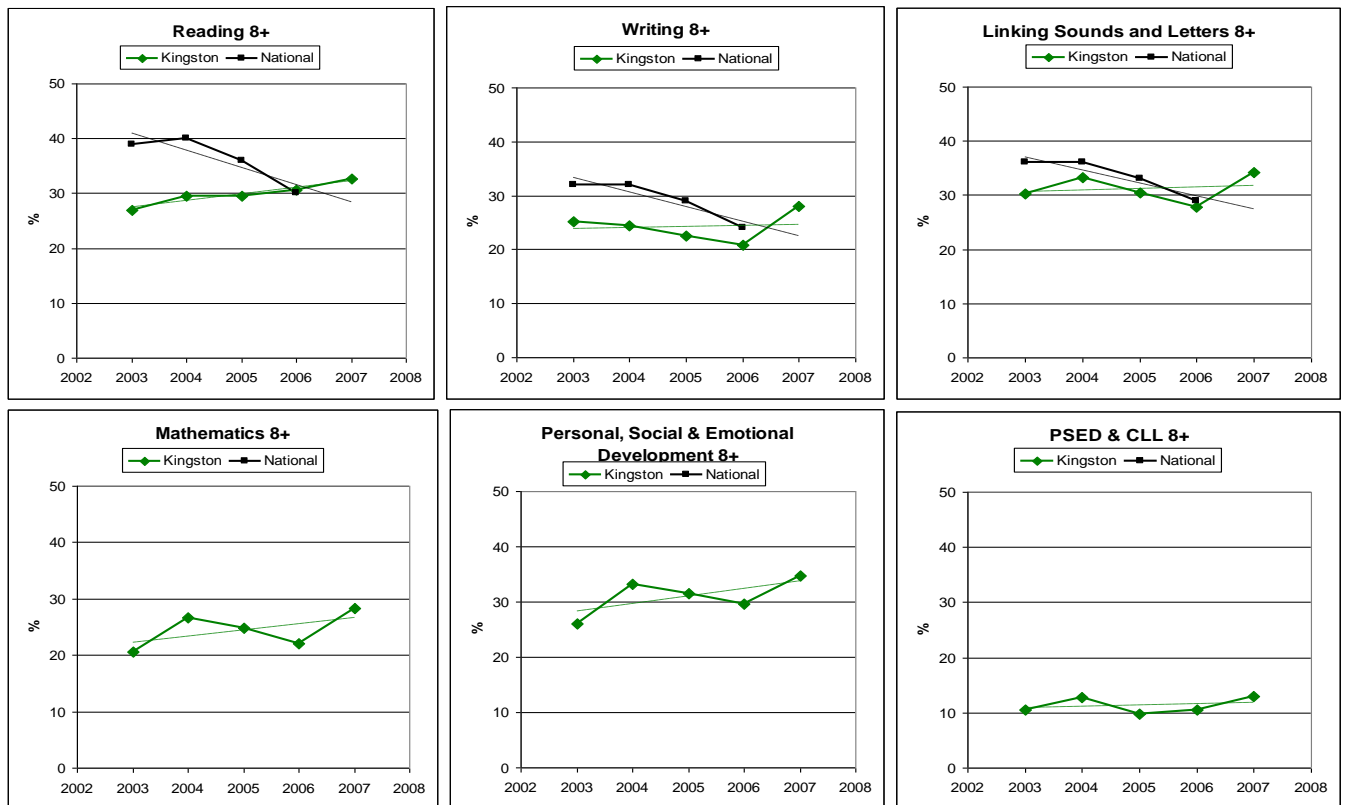 Reading 8+
Kingston National
50
40
30
20
10
0
%
2002 2003 2004 2005 2006 2007 2008
Writing 8+
Kingston National
50
40
30
20
10
0
%
2002 2003 2004 2005 2006 2007 2008
Linking Sounds and Letters 8+
Kingston National
50
40
30
20
10
0
%
2002 2003 2004 2005 2006 2007 2008
Mathematics 8+
Kingston National
50
40
30
20
10
0
%
2002 2003 2004 2005 2006 2007 2008
Personal, Social & Emotional
Development 8+
Kingston National
50
40
30
20
10
0
%
2002 2003 2004 2005 2006 2007 2008
PSED & CLL 8+
Kingston National
50
40
30
20
10
0
%
2002 2003 2004 2005 2006 2007 2008